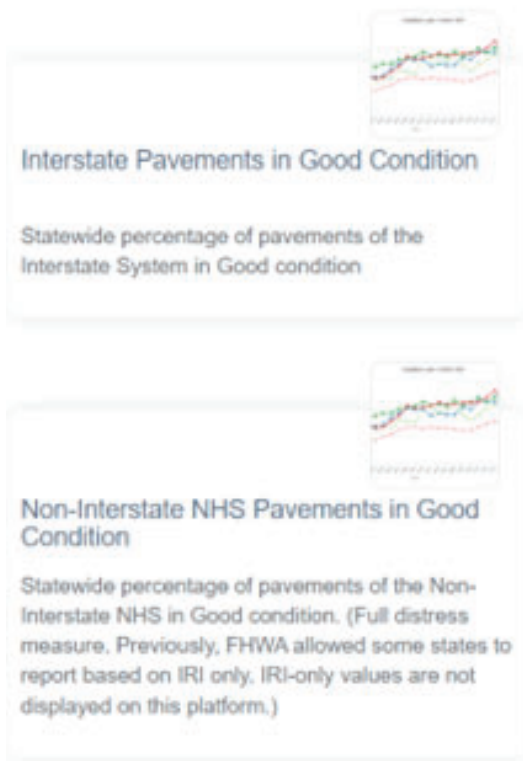 Interstate Pavements in Good Condition
Statewide percentage of pavements of the
Interstate System in Good condition
Non-Interstate NHS Pavements in Good
Condition
Statewide percentage of pavements of the Non-
Interstate NHS in Good condition. (Full distress
measure. Previously, FHWA allowed some states to
report based on IRI only. IRI-only values are not
displayed on this platform.)